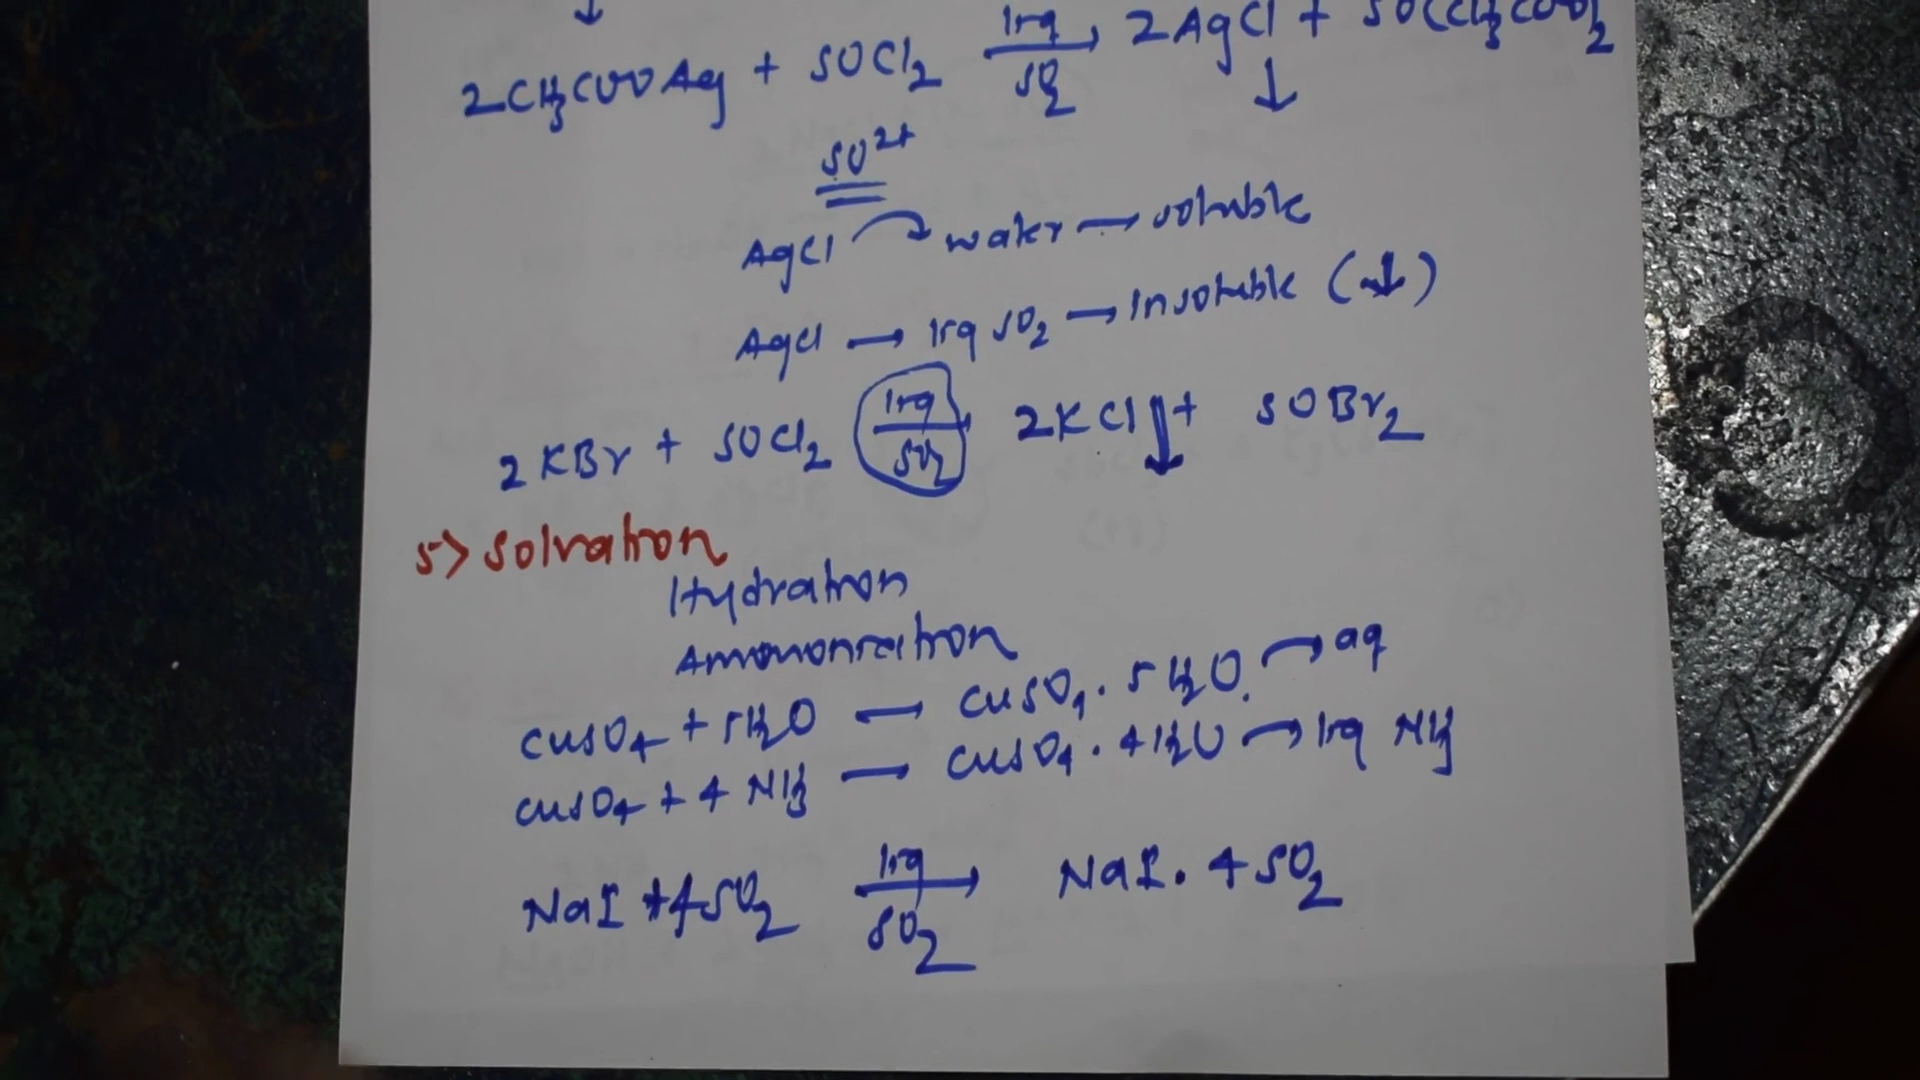 2CH₃COOAg + SOCl₂ liq/SO₂ → 2AgCl ↓ + SO(CH₃COO)₂
SO²⁺
AgCl → water → soluble
AgCl → liq SO₂ → Insoluble (↓)
2KBr + SOCl₂ liq/SO₂ 2KCl ↓ + SOBr₂
5> Solvation
Hydration
Ammoniation
CuSO₄ + 5H₂O → CuSO₄ . 5H₂O → aq
CuSO₄ + 4 NH₃ → CuSO₄ . 4H₂O → liq NH₃
NaI + 4SO₂ liq/SO₂ → NaI . 4SO₂